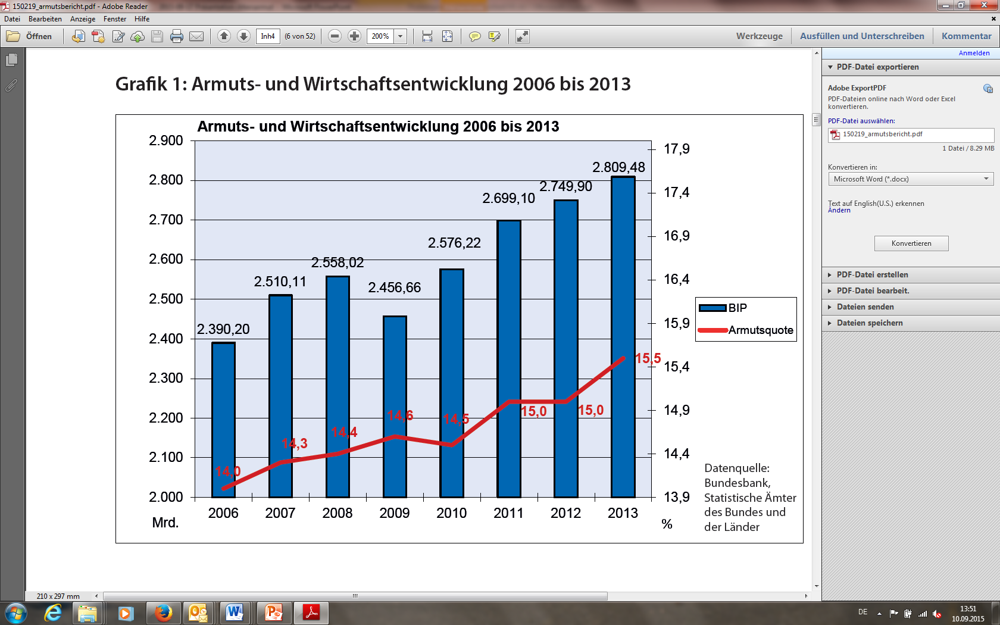 150219_armutsbericht.pdf - Adobe Reader
Datei Bearbeiten Anzeige Fenster Hilfe
Öffnen
Inh4
(6 von 52)
200%
Werkzeuge
Ausfüllen und Unterschreiben
Kommentar
Anmelden
PDF-Datei exportieren
Adobe ExportPDF
PDF-Dateien online nach Word oder Excel
konvertieren.
PDF-Datei auswählen:
150219_armutsbericht.pdf
1 Datei / 8.29 MB
Konvertieren in:
Microsoft Word (*.docx)
Text auf English(U.S.) erkennen
Ändern
Konvertieren
PDF-Datei erstellen
PDF-Datei bearbeit.
Dateien senden
Dateien speichern
Grafik 1: Armuts- und Wirtschaftsentwicklung 2006 bis 2013
Armuts- und Wirtschaftsentwicklung 2006 bis 2013
2.900
2.800
2.700
2.600
2.500
2.400
2.300
2.200
2.100
2.000
Mrd.
2.390,20
2.510,11
2.558,02
2.456,66
2.576,22
2.699,10
2.749,90
2.809,48
14,0
14,3
14,4
14,6
14,5
15,0
15,0
15,5
17,9
17,4
16,9
16,4
15,9
15,4
14,9
14,4
13,9
%
2006 2007 2008 2009 2010 2011 2012 2013
BIP
Armutsquote
Datenquelle:
Bundesbank,
Statistische Ämter
des Bundes und
der Länder
210 x 297 mm
DE
13:51
10.09.2015